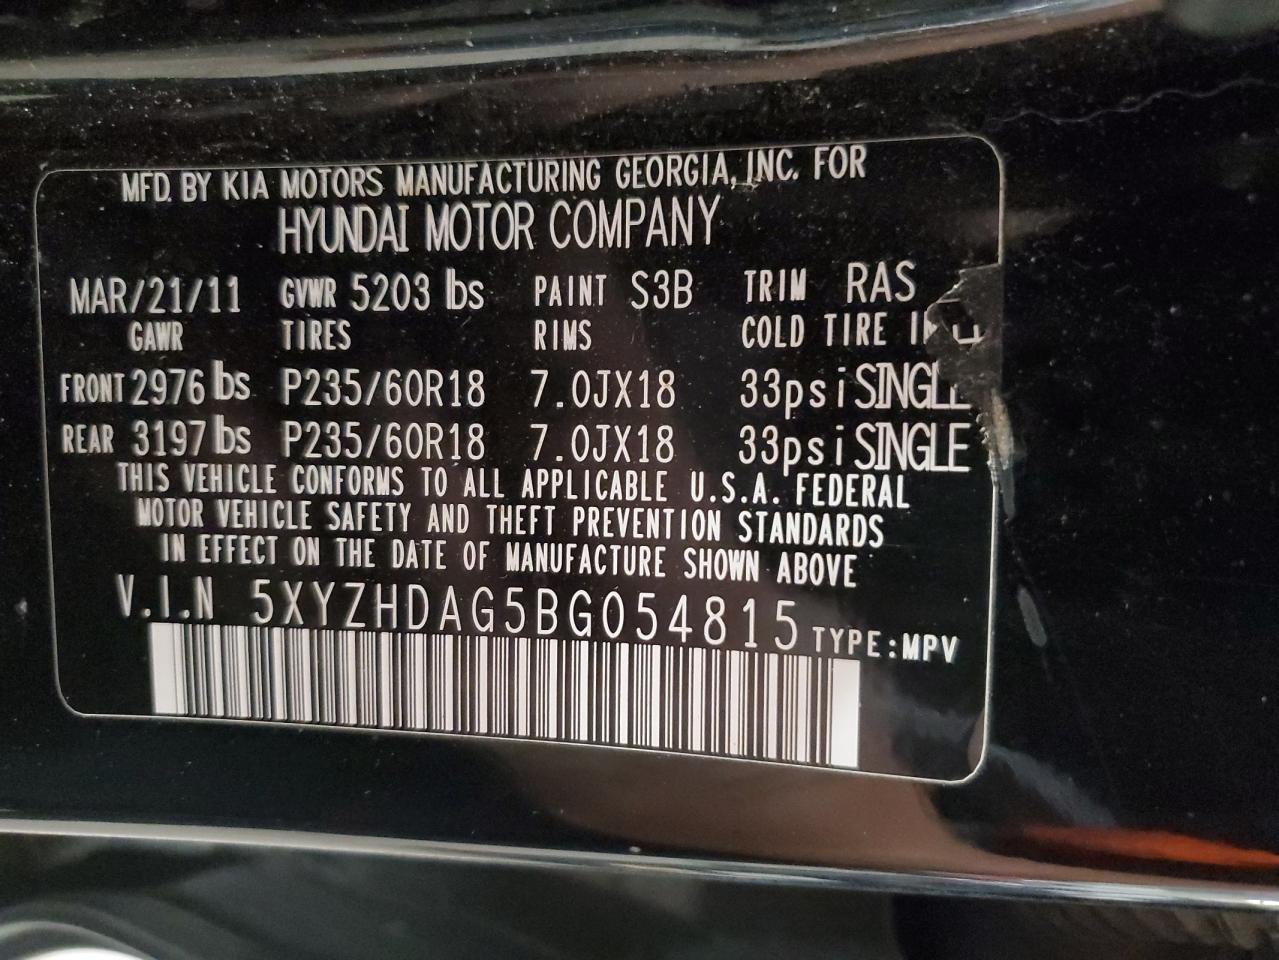 MFD. BY KIA MOTORS MANUFACTURING GEORGIA, INC. FOR
HYUNDAI MOTOR COMPANY
MAR/21/11 GVWR 5203 lbs PAINT S3B TRIM RAS
GAWR TIRES RIMS COLD TIRE
FRONT 2976 lbs P235/60R18 7.0JX18 33psi SINGLE
REAR 3197 lbs P235/60R18 7.0JX18 33psi SINGLE
THIS VEHICLE CONFORMS TO ALL APPLICABLE U.S.A. FEDERAL
MOTOR VEHICLE SAFETY AND THEFT PREVENTION STANDARDS
IN EFFECT ON THE DATE OF MANUFACTURE SHOWN ABOVE
V.I.N 5XYZHDAG5BG054815 TYPE:MPV